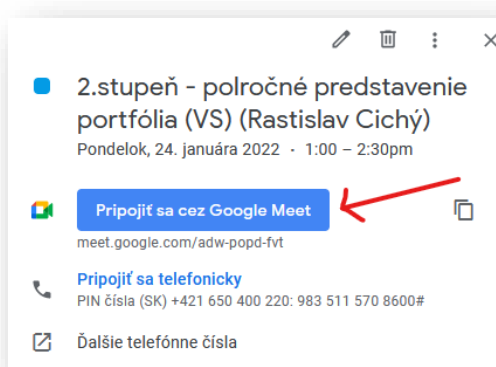 2.stupeň - polročné predstavenie
portfólia (VS) (Rastislav Cichý)
Pondelok, 24. januára 2022 · 1:00 – 2:30pm
Pripojiť sa cez Google Meet
meet.google.com/adw-popd-fvt
Pripojiť sa telefonicky
PIN čísla (SK) +421 650 400 220: 983 511 570 8600#
Ďalšie telefónne čísla